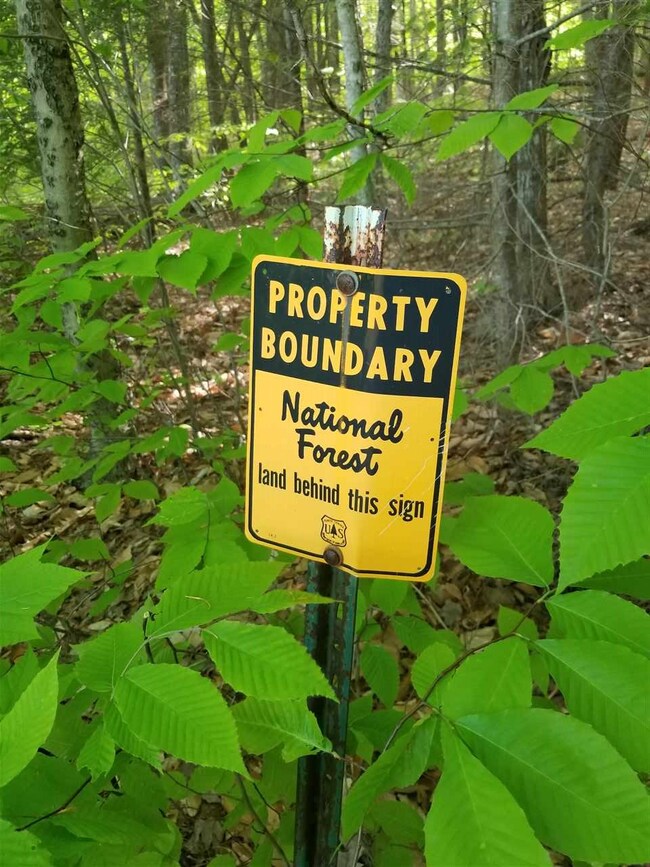 PROPERTY
BOUNDARY
National
Forest
land behind this sign
U S